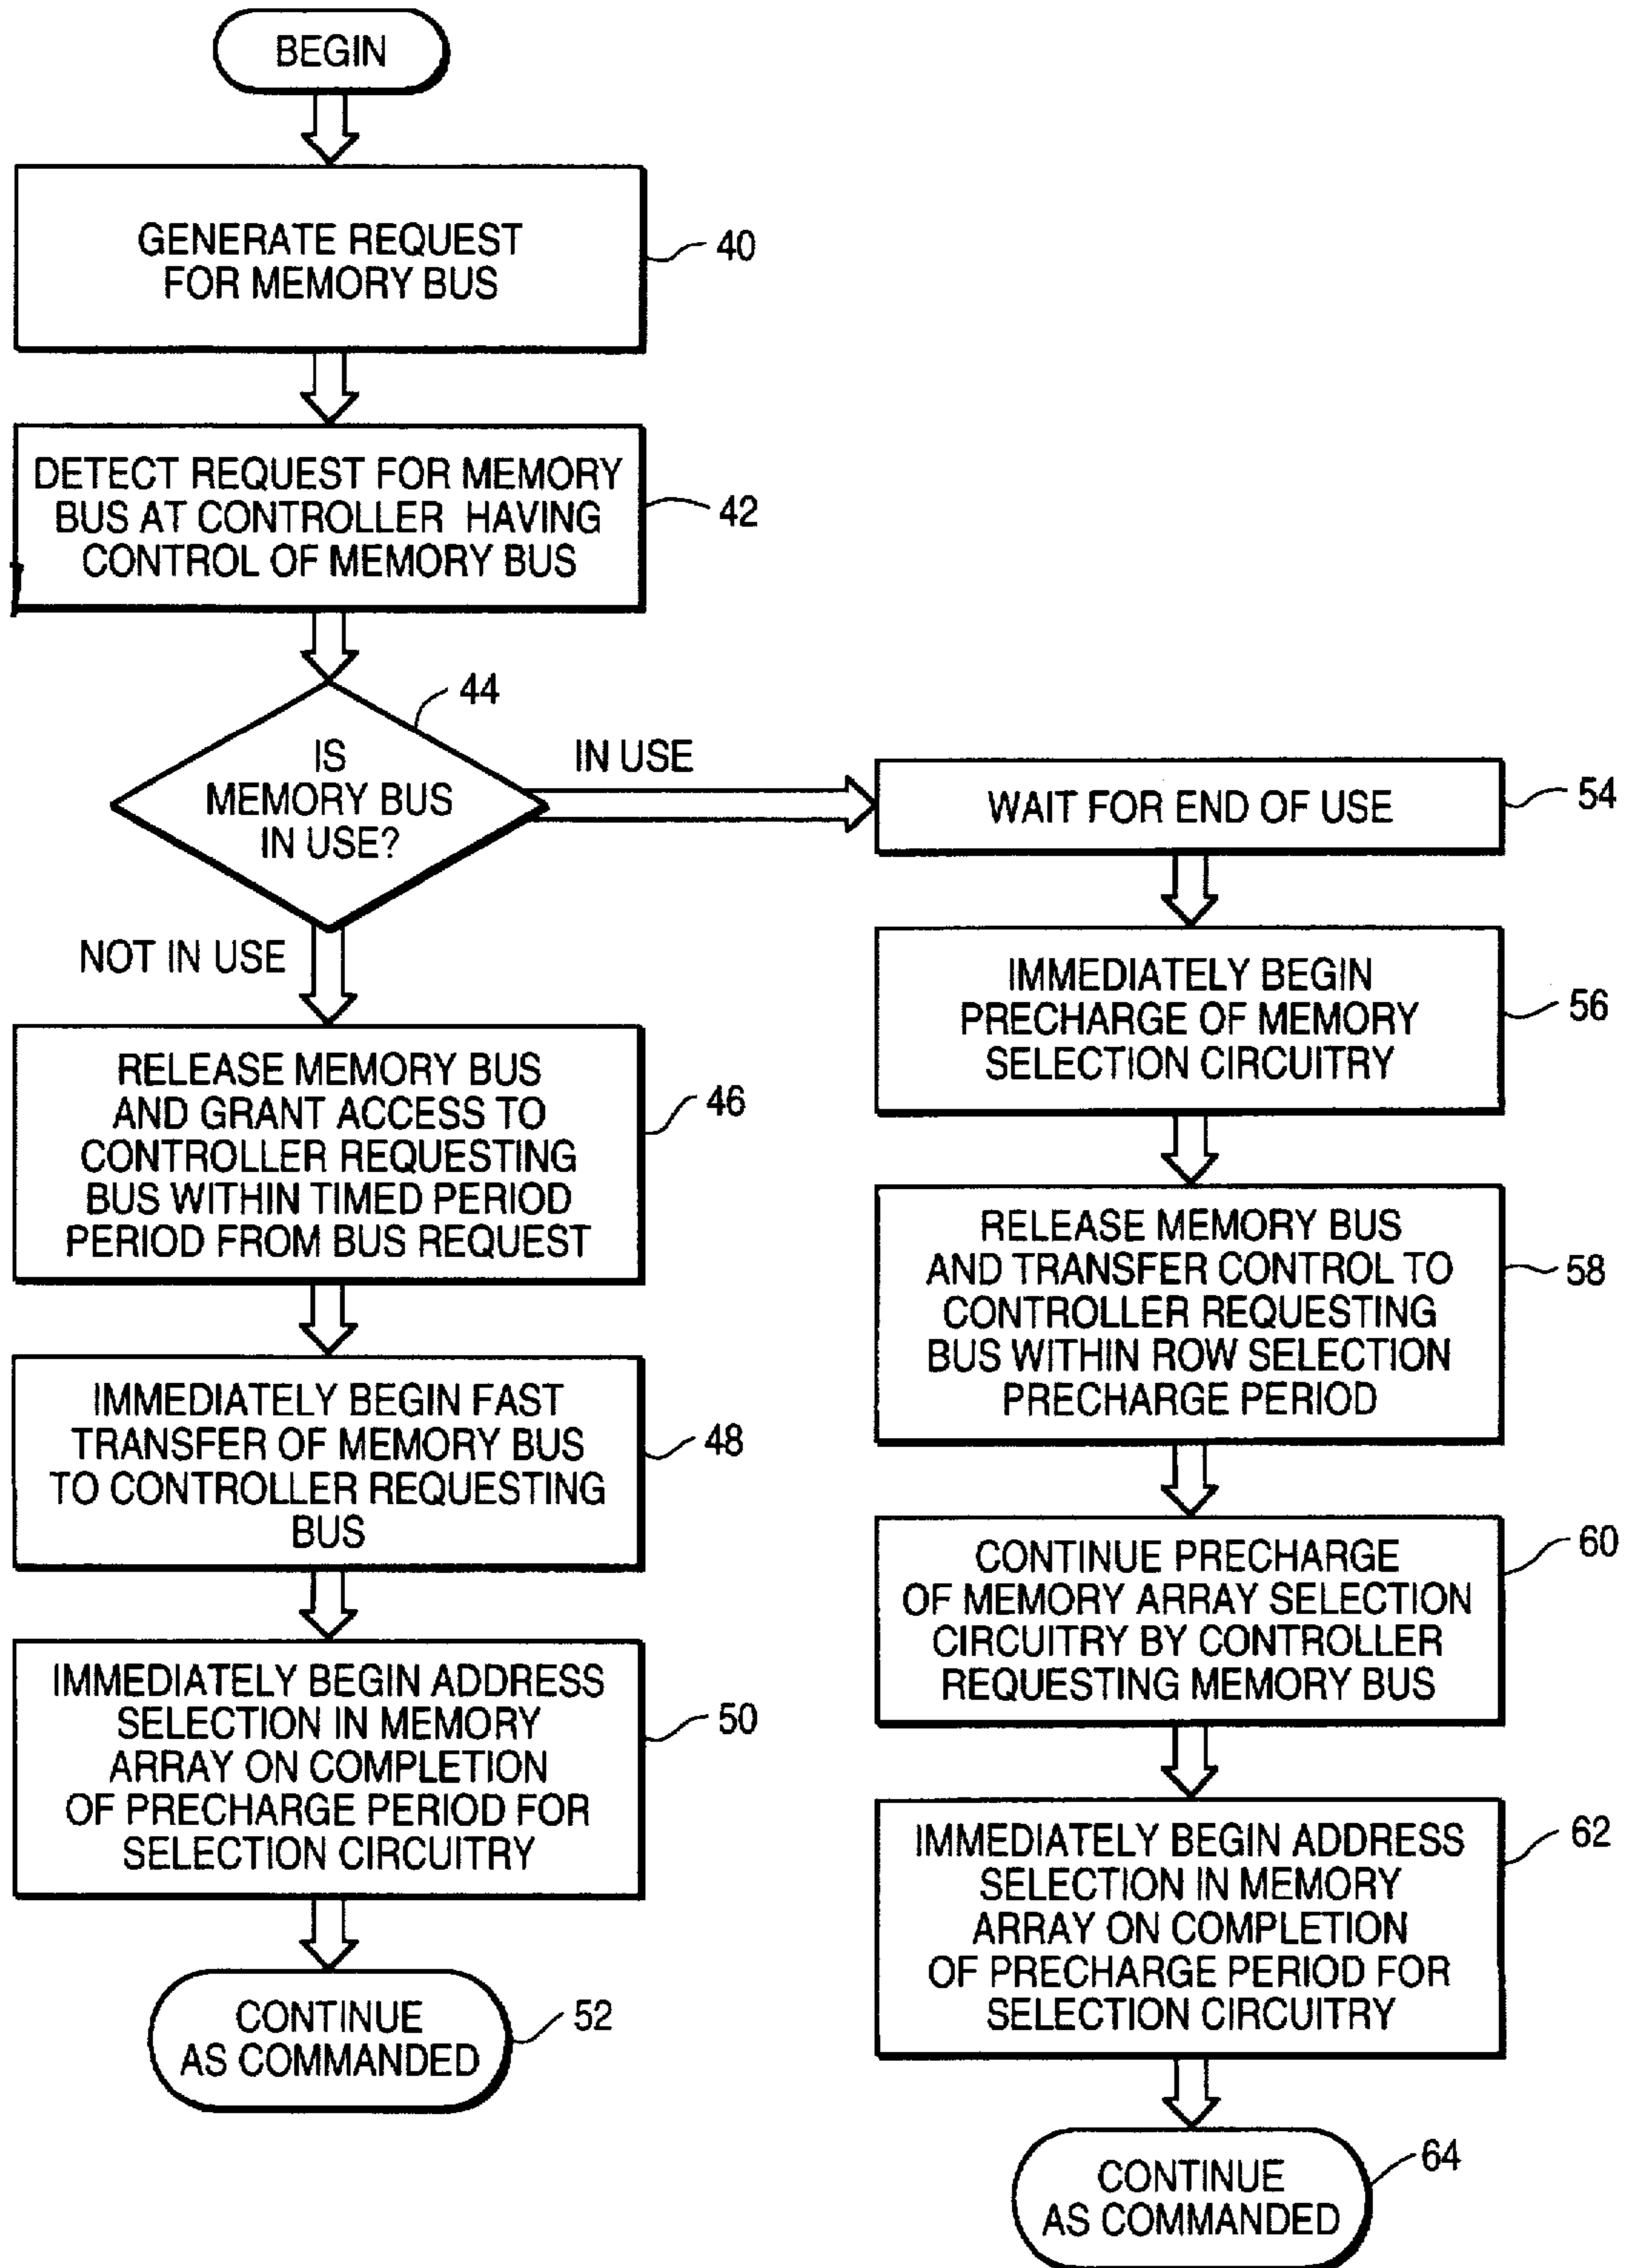 BEGIN
GENERATE REQUEST
FOR MEMORY BUS
40
DETECT REQUEST FOR MEMORY
BUS AT CONTROLLER HAVING
CONTROL OF MEMORY BUS
42
44
IS
MEMORY BUS
IN USE?
IN USE
NOT IN USE
RELEASE MEMORY BUS
AND GRANT ACCESS TO
CONTROLLER REQUESTING
BUS WITHIN TIMED PERIOD
PERIOD FROM BUS REQUEST
46
IMMEDIATELY BEGIN FAST
TRANSFER OF MEMORY BUS
TO CONTROLLER REQUESTING
BUS
48
IMMEDIATELY BEGIN ADDRESS
SELECTION IN MEMORY
ARRAY ON COMPLETION
OF PRECHARGE PERIOD FOR
SELECTION CIRCUITRY
50
CONTINUE
AS COMMANDED
52
WAIT FOR END OF USE
54
IMMEDIATELY BEGIN
PRECHARGE OF MEMORY
SELECTION CIRCUITRY
56
RELEASE MEMORY BUS
AND TRANSFER CONTROL TO
CONTROLLER REQUESTING
BUS WITHIN ROW SELECTION
PRECHARGE PERIOD
58
CONTINUE PRECHARGE
OF MEMORY ARRAY SELECTION
CIRCUITRY BY CONTROLLER
REQUESTING MEMORY BUS
60
IMMEDIATELY BEGIN ADDRESS
SELECTION IN MEMORY
ARRAY ON COMPLETION
OF PRECHARGE PERIOD FOR
SELECTION CIRCUITRY
62
CONTINUE
AS COMMANDED
64